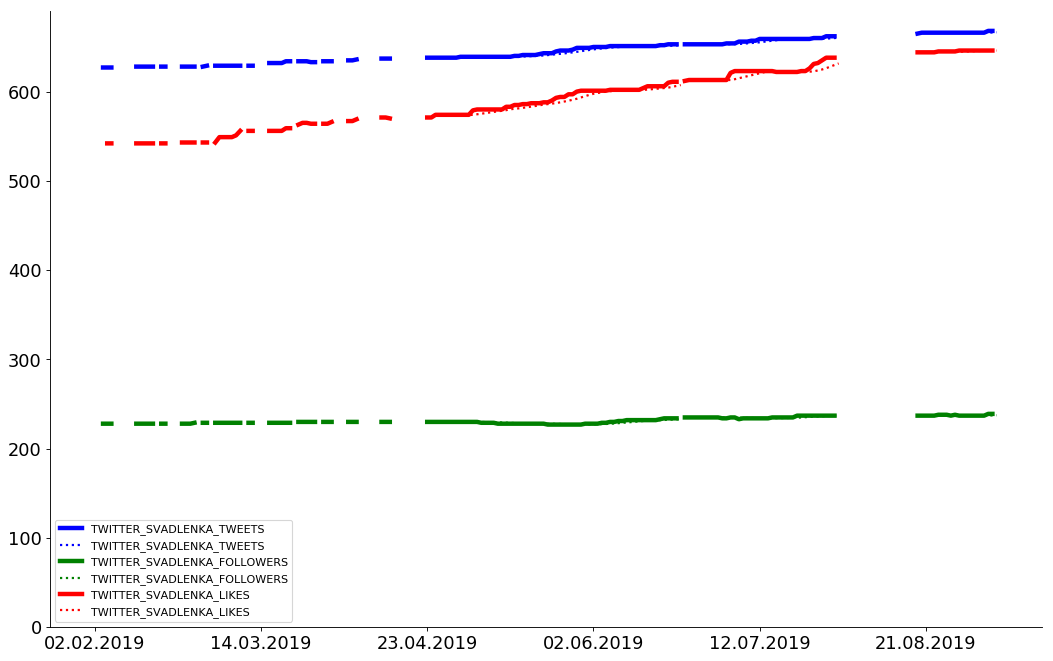 600
500
400
300
200
100
0
TWITTER_SVADLENKA_TWEETS
TWITTER_SVADLENKA_TWEETS
TWITTER_SVADLENKA_FOLLOWERS
TWITTER_SVADLENKA_FOLLOWERS
TWITTER_SVADLENKA_LIKES
TWITTER_SVADLENKA_LIKES
02.02.2019 14.03.2019 23.04.2019 02.06.2019 12.07.2019 21.08.2019